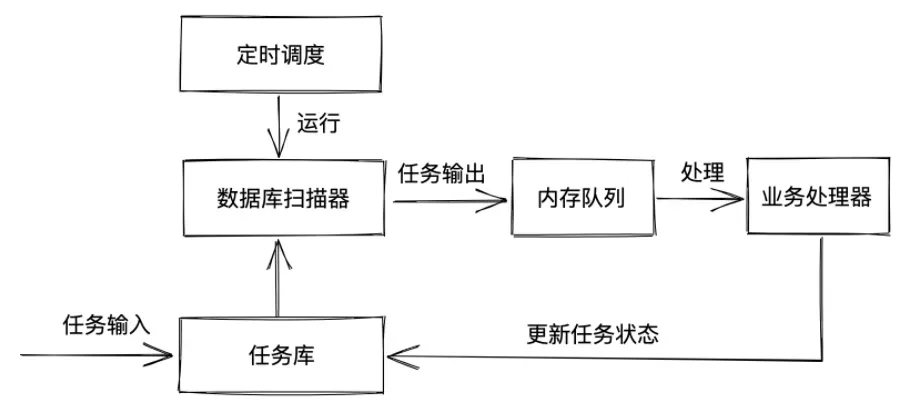 定时调度
运行
数据库扫描器
任务输出
内存队列
处理
业务处理器
任务输入
任务库
更新任务状态